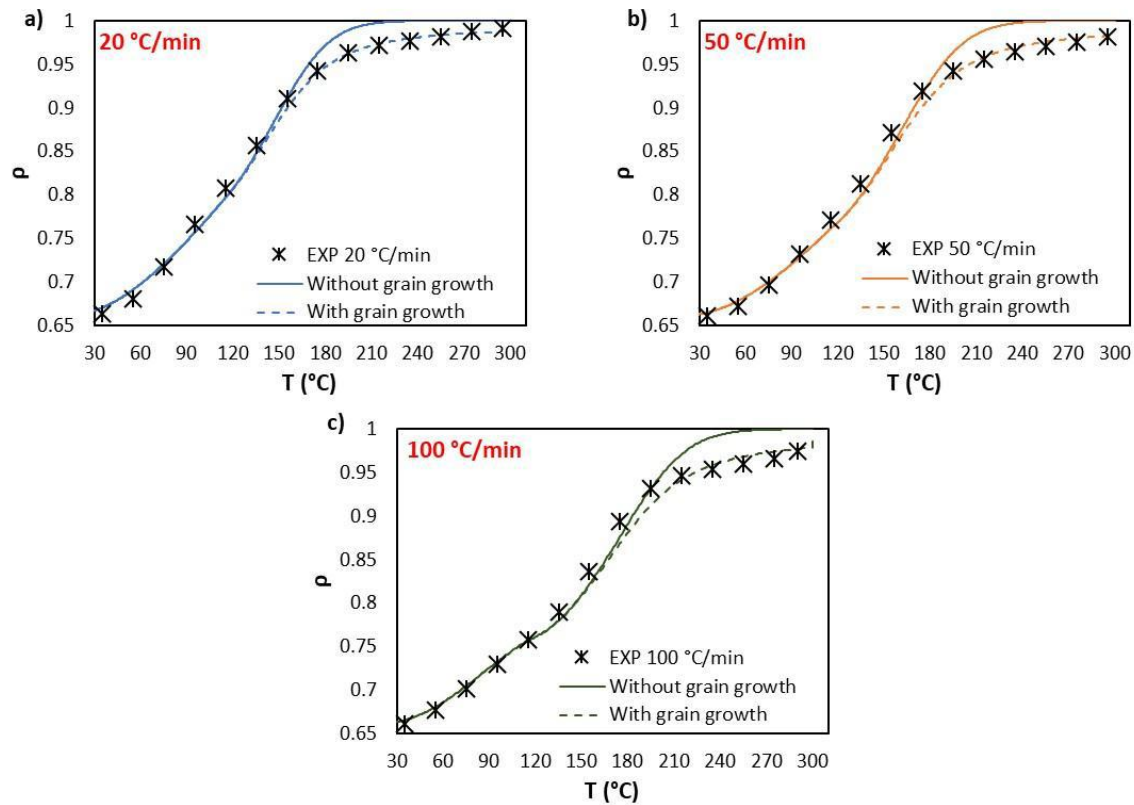 a)
20 °C/min
1
0.95
0.9
0.85
0.8
0.75
0.7
0.65
ρ
EXP 20 °C/min
Without grain growth
With grain growth
30 60 90 120 150 180 210 240 270 300
T (°C)
b)
50 °C/min
1
0.95
0.9
0.85
0.8
0.75
0.7
0.65
ρ
EXP 50 °C/min
Without grain growth
With grain growth
30 60 90 120 150 180 210 240 270 300
T (°C)
c)
100 °C/min
1
0.95
0.9
0.85
0.8
0.75
0.7
0.65
ρ
EXP 100 °C/min
Without grain growth
With grain growth
30 60 90 120 150 180 210 240 270 300
T (°C)